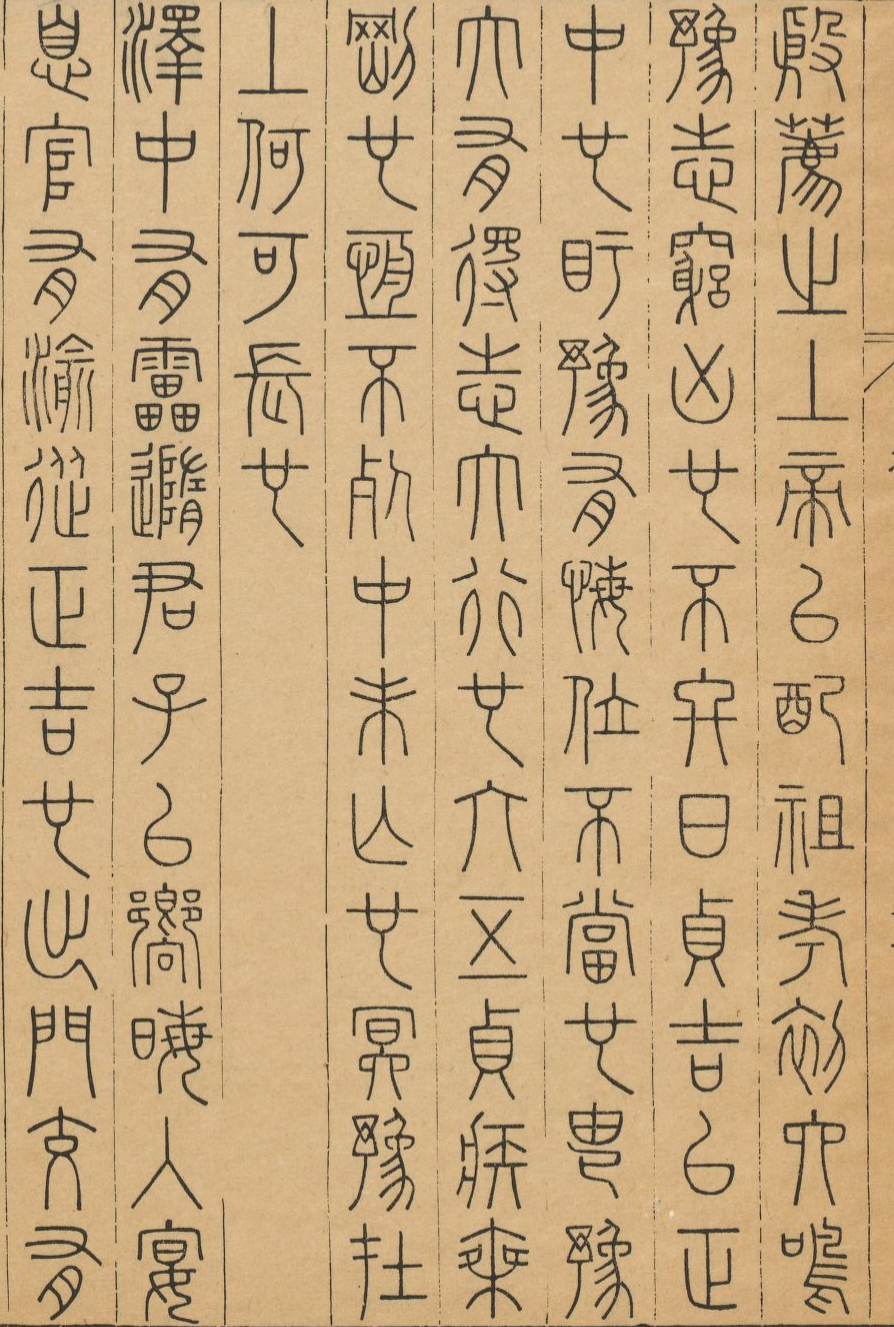 殷薦之上帝以配祖考初六鳴
豫志窮凶也不終日貞吉以正
中也盱豫有悔位不當也由豫
大有得志大行也六五貞疾乘
剛也恆不死中未亡也冥豫在
上何可長也
澤中有雷隨君子以嚮晦入宴
息官有渝從正吉也出門交有